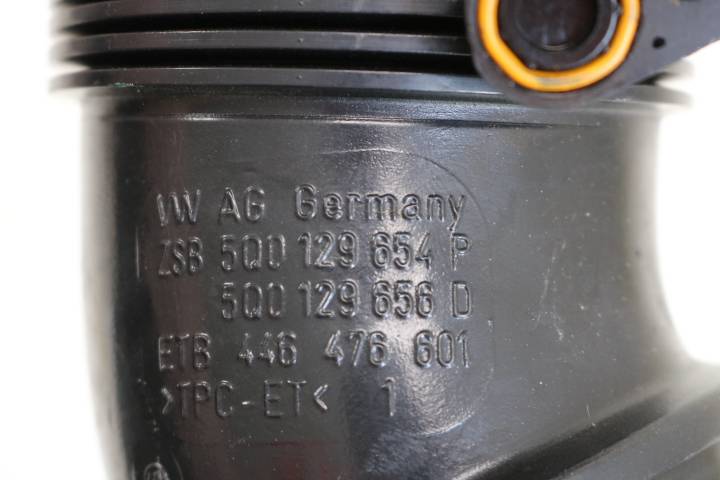 VW AG Germany
ZSB 5Q0 129 654 P
5Q0 129 656 D
ETB 446 476 601
>TPC-ET< 1